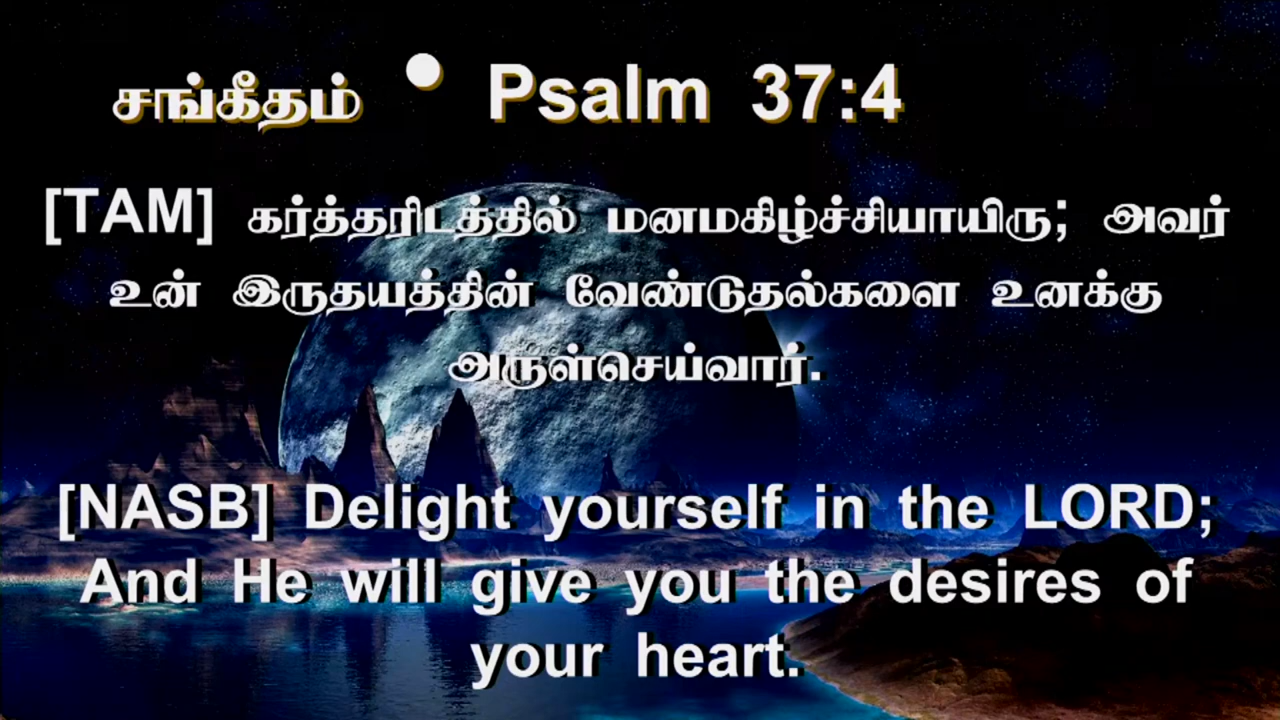 சங்கீதம் • Psalm 37:4
[TAM] கர்த்தரிடத்தில் மனமகிழ்ச்சியாயிரு; அவர்
உன் இருதயத்தின் வேண்டுதல்களை உனக்கு
அருள்செய்வார்.
[NASB] Delight yourself in the LORD;
And He will give you the desires of
your heart.